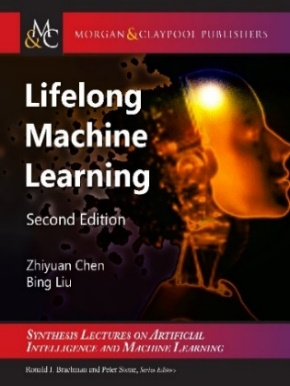 M
&C
MORGAN & CLAYPOOL PUBLISHERS
Lifelong
Machine
Learning
Second Edition
Zhiyuan Chen
Bing Liu
SYNTHESIS LECTURES ON ARTIFICIAL
INTELLIGENCE AND MACHINE LEARNING
Ronald J. Brachman and Peter Stone, Series Editors